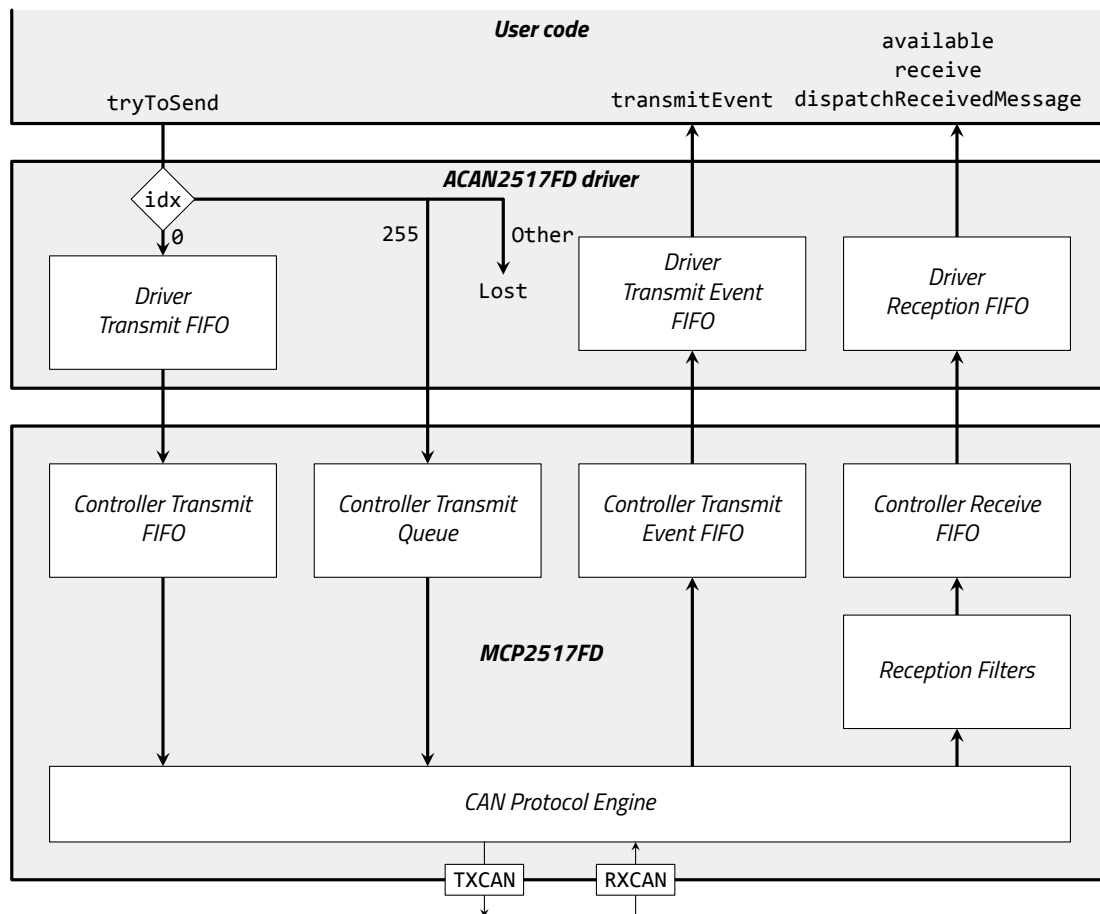 User code
available
receive
dispatchReceivedMessage
tryToSend
transmitEvent
ACAN2517FD driver
idx
0
255
Other
Lost
Driver
Transmit FIFO
Driver
Transmit Event
FIFO
Driver
Reception FIFO
Controller Transmit
FIFO
Controller Transmit
Queue
Controller Transmit
Event FIFO
Controller Receive
FIFO
MCP2517FD
Reception Filters
CAN Protocol Engine
TXCAN
RXCAN